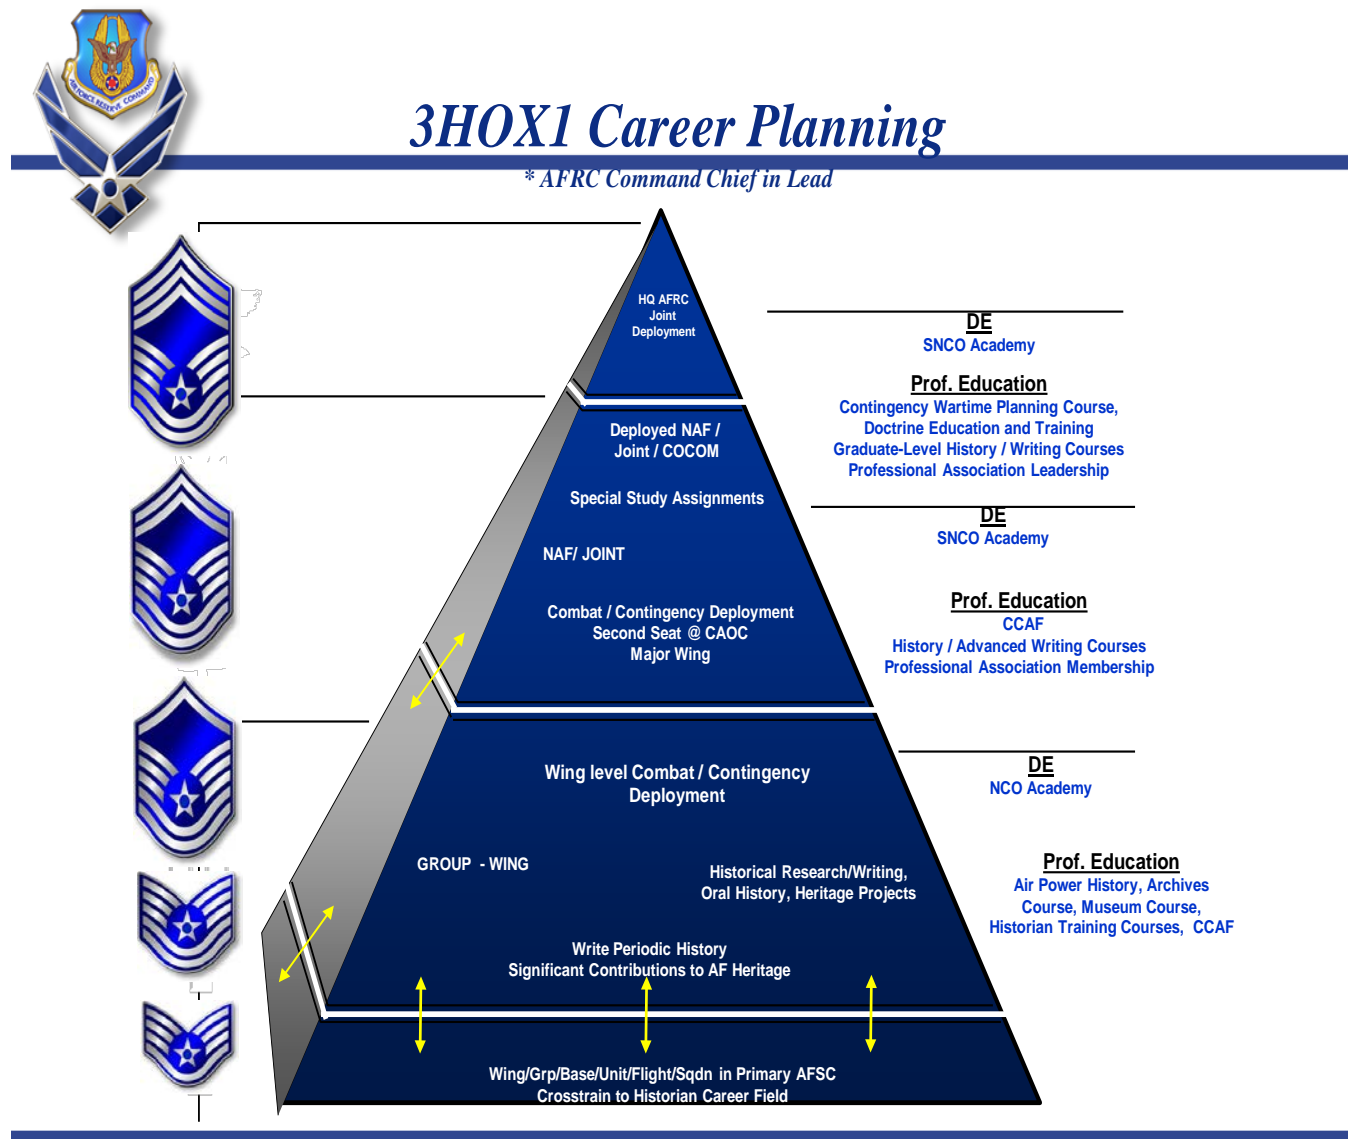 AIR FORCE RESERVE COMMAND
3HOX1 Career Planning
* AFRC Command Chief in Lead
HQ AFRC
Joint
Deployment
Deployed NAF /
Joint / COCOM
Special Study Assignments
NAF/ JOINT
Combat / Contingency Deployment
Second Seat @ CAOC
Major Wing
Wing level Combat / Contingency
Deployment
GROUP - WING
Historical Research/Writing,
Oral History, Heritage Projects
Write Periodic History
Significant Contributions to AF Heritage
Wing/Grp/Base/Unit/Flight/Sqdn in Primary AFSC
Crosstrain to Historian Career Field
DE
SNCO Academy
Prof. Education
Contingency Wartime Planning Course,
Doctrine Education and Training
Graduate-Level History / Writing Courses
Professional Association Leadership
DE
SNCO Academy
Prof. Education
CCAF
History / Advanced Writing Courses
Professional Association Membership
DE
NCO Academy
Prof. Education
Air Power History, Archives
Course, Museum Course,
Historian Training Courses, CCAF